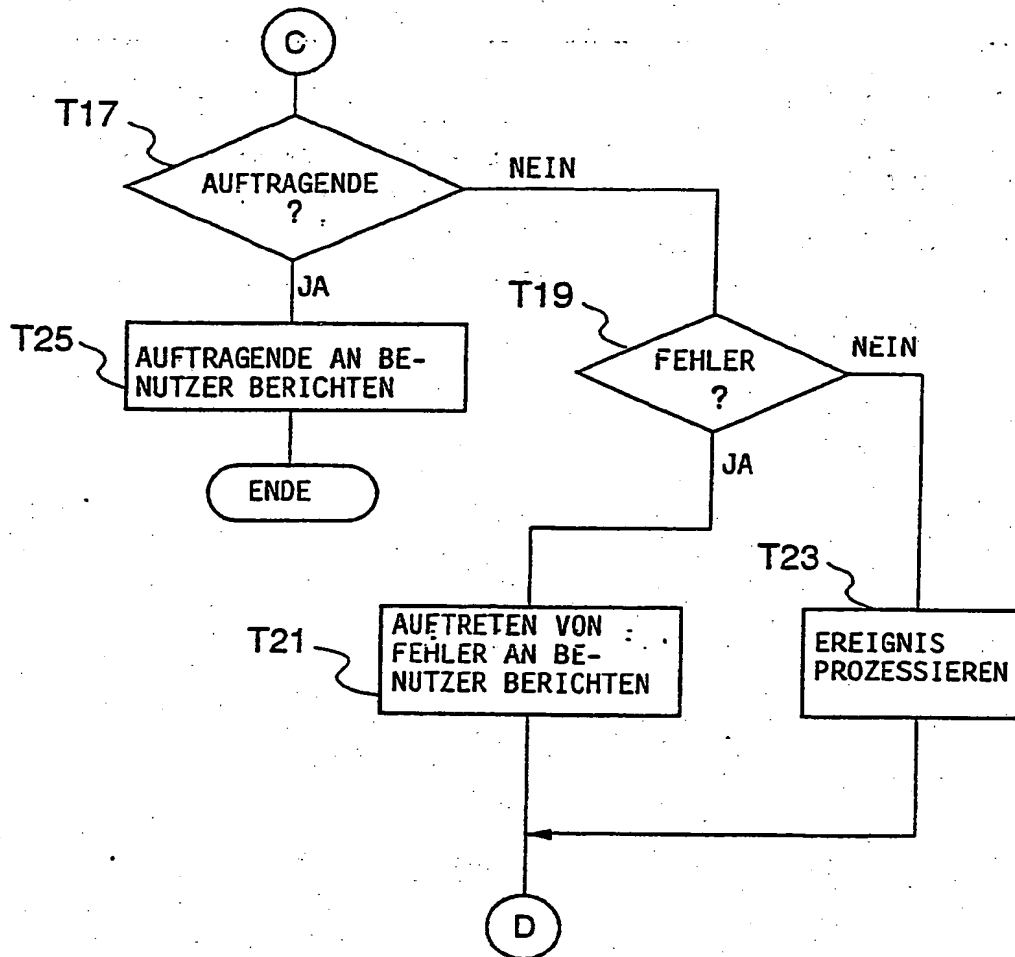 C
T17
AUFTRAGENDE
?
NEIN
JA
T25
AUFTRAGENDE AN BE-
NUTZER BERICHTEN
ENDE
T19
FEHLER
?
NEIN
JA
T21
AUFTRETEN VON
FEHLER AN BE-
NUTZER BERICHTEN
T23
EREIGNIS
PROZESSIEREN
D